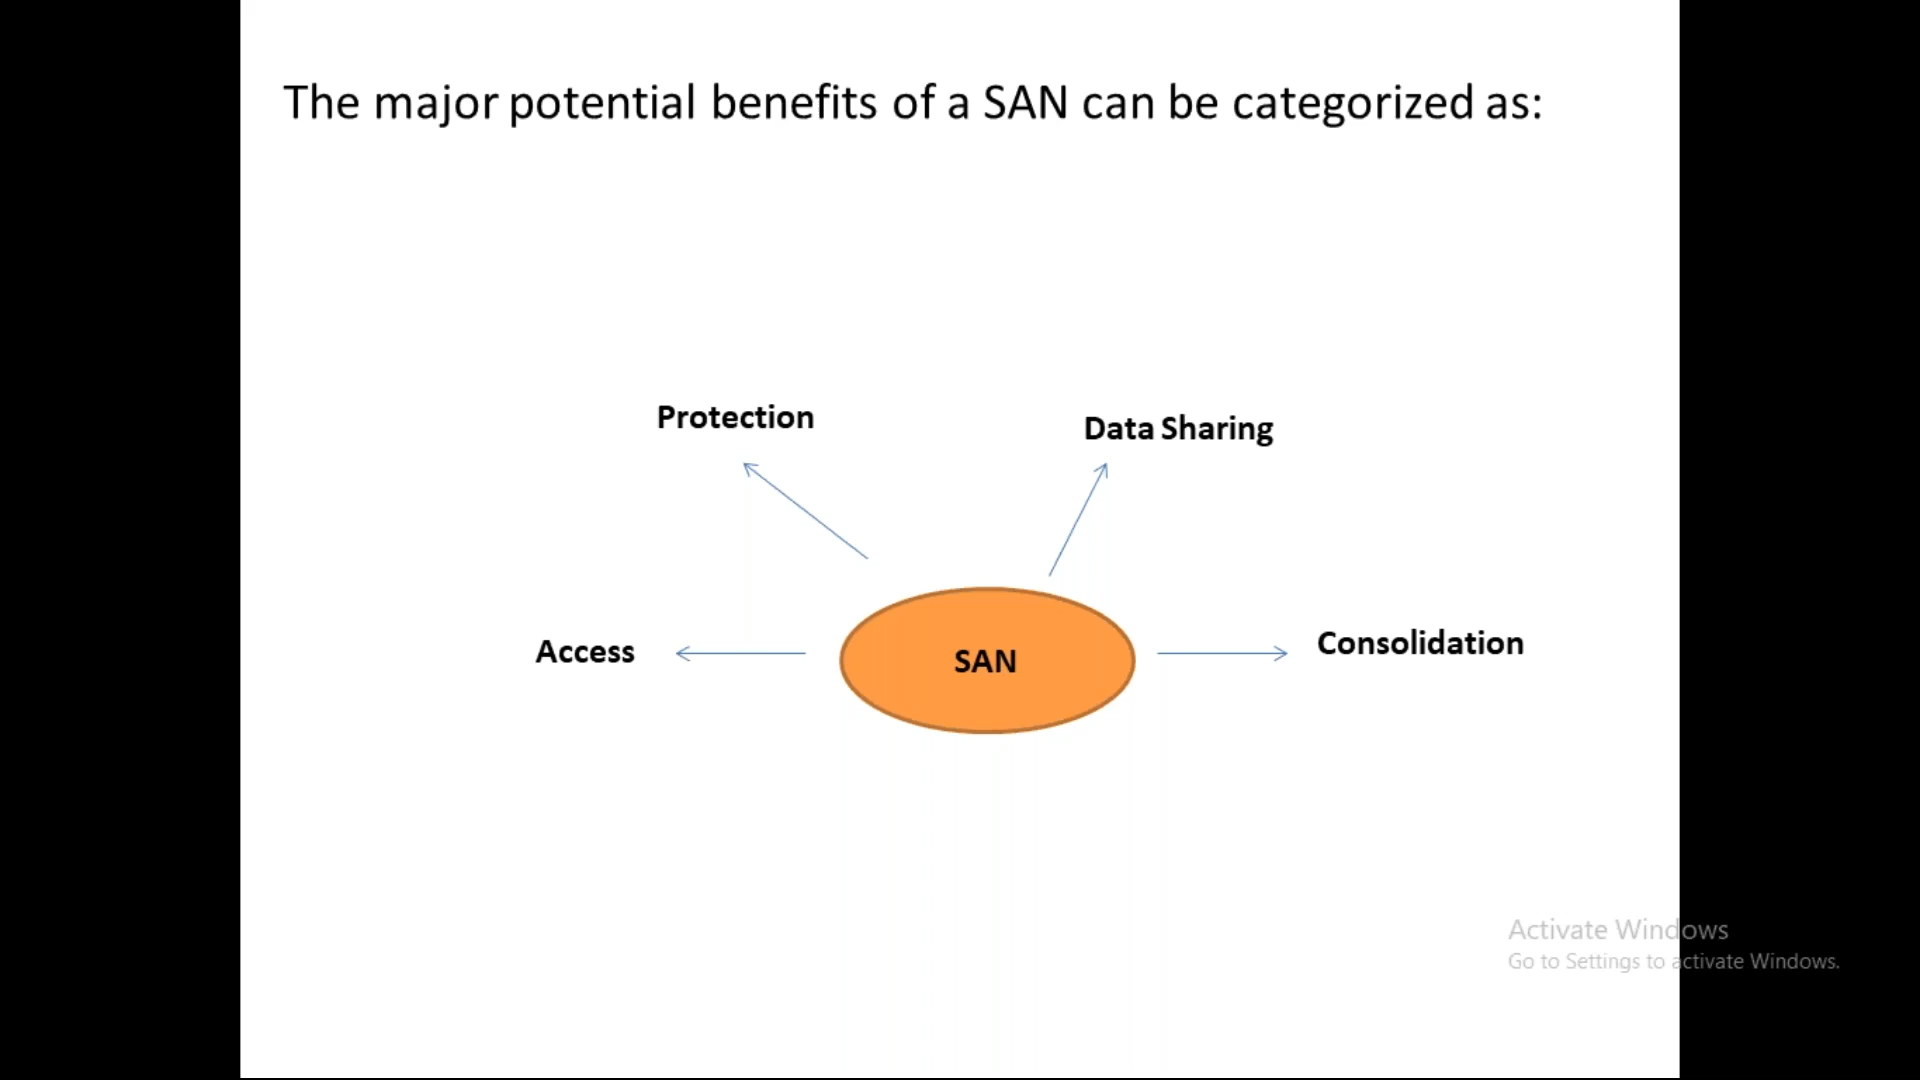 The major potential benefits of a SAN can be categorized as:
Protection
Data Sharing
Access
SAN
Consolidation
Activate Windows
Go to Settings to activate Windows.